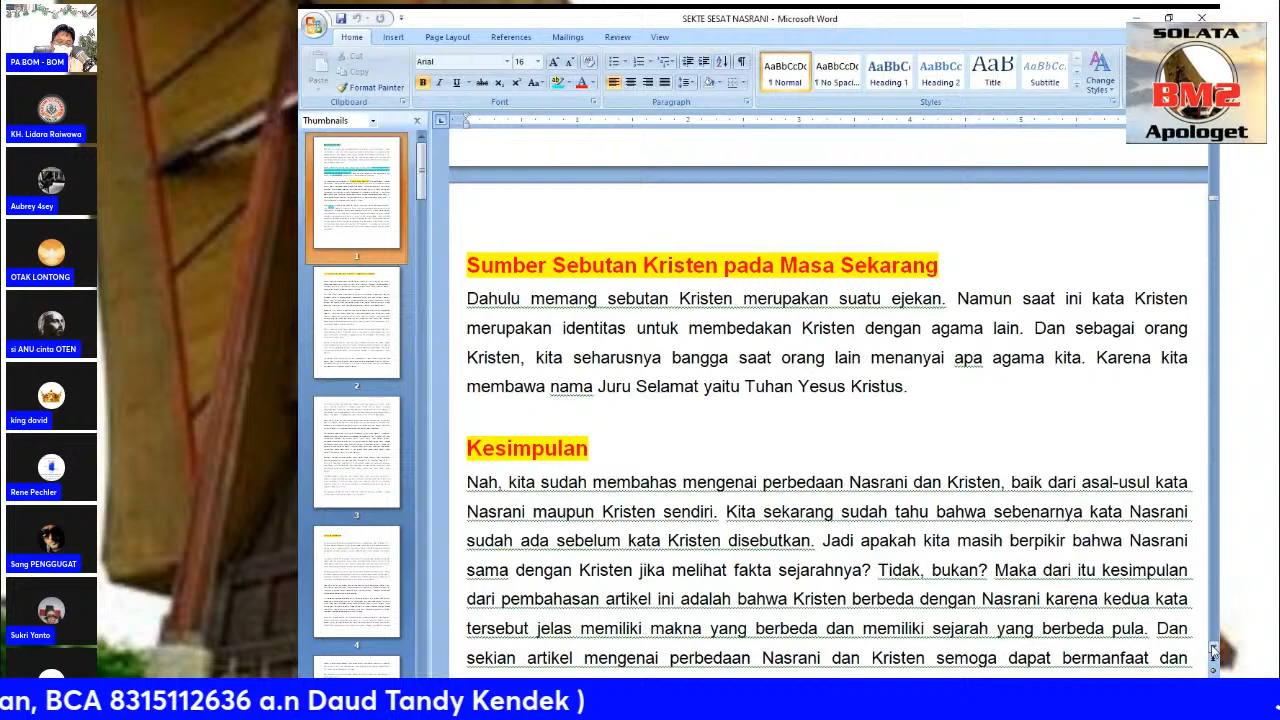 SEKTE SESAT NASRANI - Microsoft Word
Home Insert Page Layout References Mailings Review View
Paste
Cut
Copy
Format Painter
Clipboard
Arial 16
Font
Paragraph
AaBbCcDc AaBbCcDc AaBbCc AaBbCc AaB AaBbCc.
¶ Normal ¶ No Spaci... Heading 1 Heading 2 Title Subtitle
Change Styles
Styles
SOLATA
BM2
Apologet
Thumbnails
1
2
3
4
1 2 3 4 5
PA BOM - BOM
KH. Lidara Raiwawa
Aubrey 4sey
OTAK LONTONG
si ANU cinta OTEN
king david
Rene Pechler
Sang PENGGUGAT
Sukri Yanto
Sumber Sebutan Kristen pada Masa Sekarang
Dahulu memang sebutan Kristen merupakan suatu ejekan. Namun saat ini kata Kristen
merupakan identitas untuk membedakan Kristen dengan agama lain. Dan sebagai orang
Kristen, kita seharusnya bangga saat orang lain menanyai apa agama kita. Karena kita
membawa nama Juru Selamat yaitu Tuhan Yesus Kristus.
Kesimpulan
Nah, kita sudah membahas mengenai perbedaan Nasrani dan Kristen, baik dari asal-usul kata
Nasrani maupun Kristen sendiri. Kita sekarang sudah tahu bahwa sebenarnya kata Nasrani
sudah ada sebelum kata Kristen disebutkan. Jadi apakah kita masih berpikir bahwa Nasrani
sama dengan Kristen jika melihat fakta sejarahnya? Tidak, bukan? Maka dari itu kesimpulan
dari pembahasan artikel ini adalah bahwa Kristen berbeda dengan Nasrani karena kedua kata
tersebut jelas memiliki makna yang berbeda dan memiliki sejarah yang berbeda pula. Dan
sekian artikel mengenai perbedaan Nasrani dan Kristen semoga dapat bermanfaat dan
an, BCA 8315112636 a.n Daud Tandy Kendek )